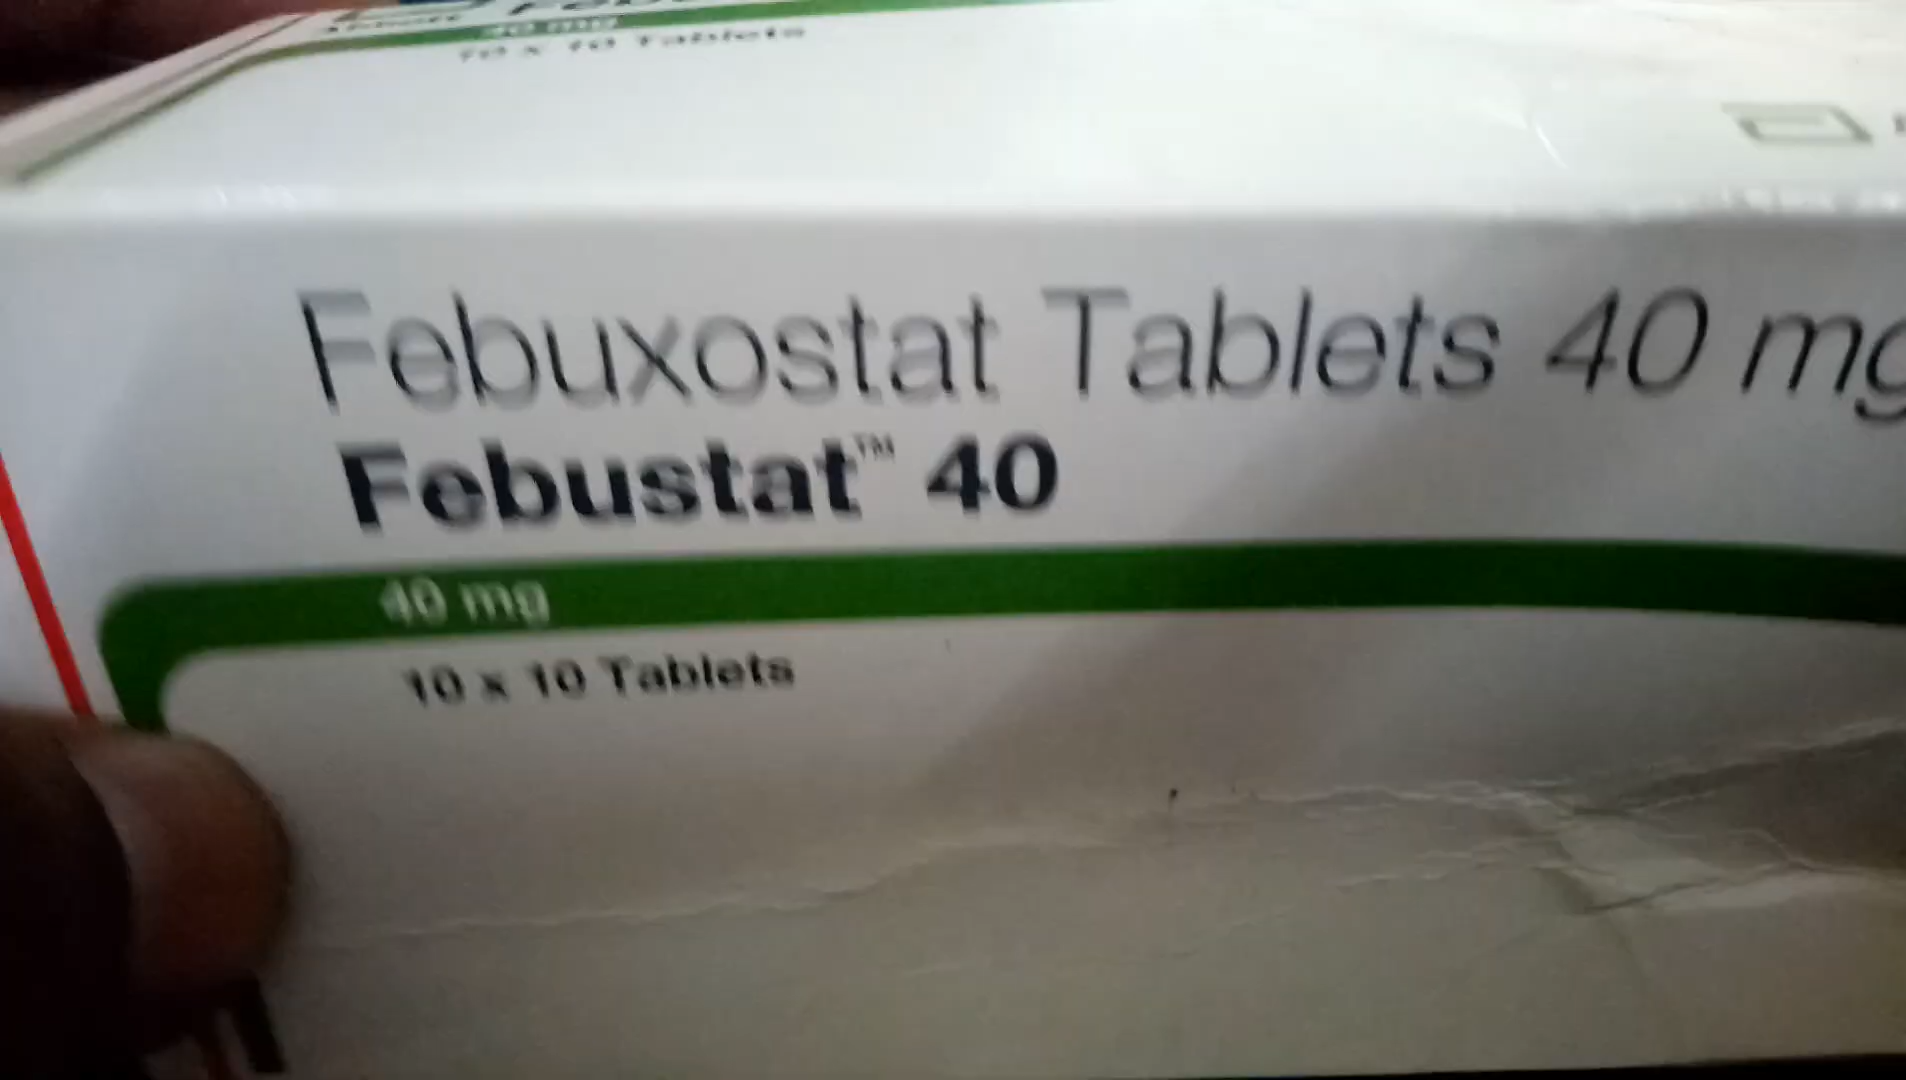 40 mg
10 x 10 Tablets
Febuxostat Tablets 40 mg
Febustat™ 40
40 mg
10 x 10 Tablets